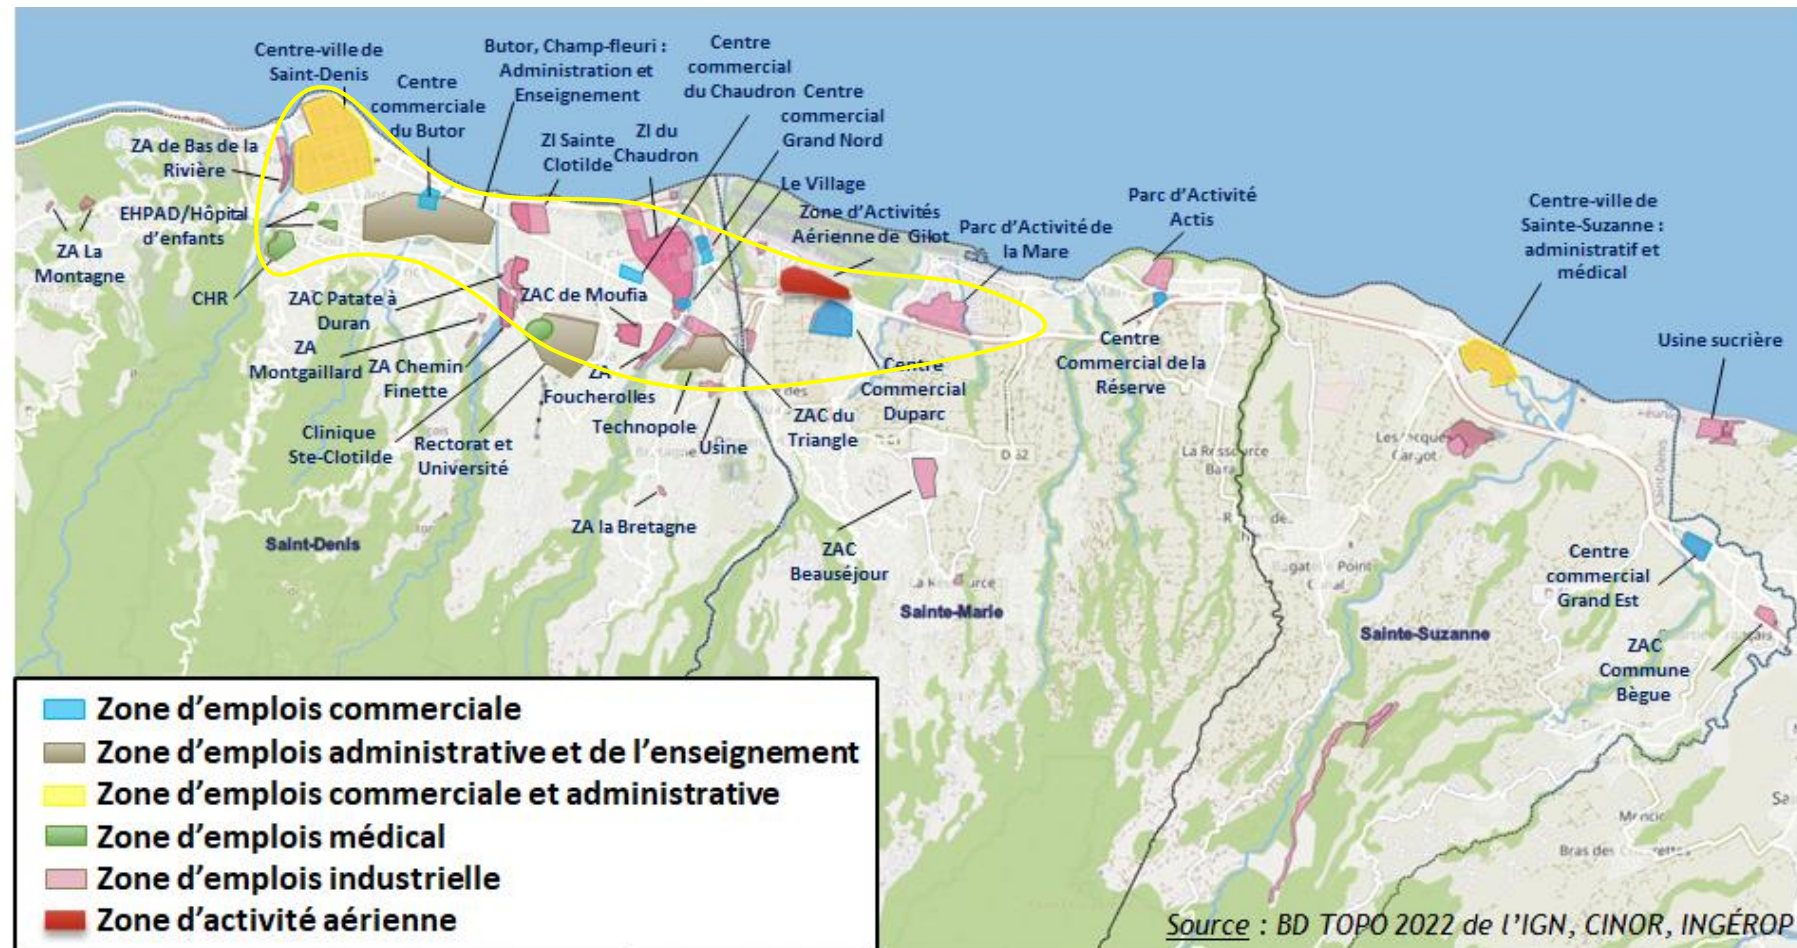 Centre-ville de
Saint-Denis
Centre
commerciale
du Butor
Butor, Champ-fleuri :
Administration et
Enseignement
Centre
commercial
du Chaudron
Centre
commercial
Grand Nord
ZA de Bas de la
Rivière
ZI Sainte
Clotilde
ZI du
Chaudron
Le Village
Zone d'Activités
Aérienne de Gilot
Parc d'Activité de
la Mare
Parc d'Activité
Actis
Centre-ville de
Sainte-Suzanne :
administratif et
médical
EHPAD/Hôpital
d'enfants
ZA La
Montagne
CHR
ZAC Patate à
Duran
ZAC de Moufia
ZA
Montgaillard
ZA Chemin
Finette
ZA
Foucherolles
Centre
Commercial
Duparc
Centre
Commercial de la
Réserve
Usine sucrière
Clinique
Ste-Clotilde
Rectorat et
Université
Technopole
Usine
ZAC du
Triangle
ZA la Bretagne
ZAC
Beauséjour
Saint-Denis
Sainte-Marie
Sainte-Suzanne
Centre
commercial
Grand Est
ZAC
Commune
Bègue
Zone d'emplois commerciale
Zone d'emplois administrative et de l'enseignement
Zone d'emplois commerciale et administrative
Zone d'emplois médical
Zone d'emplois industrielle
Zone d'activité aérienne
Source : BD TOPO 2022 de l'IGN, CINOR, INGÉROP